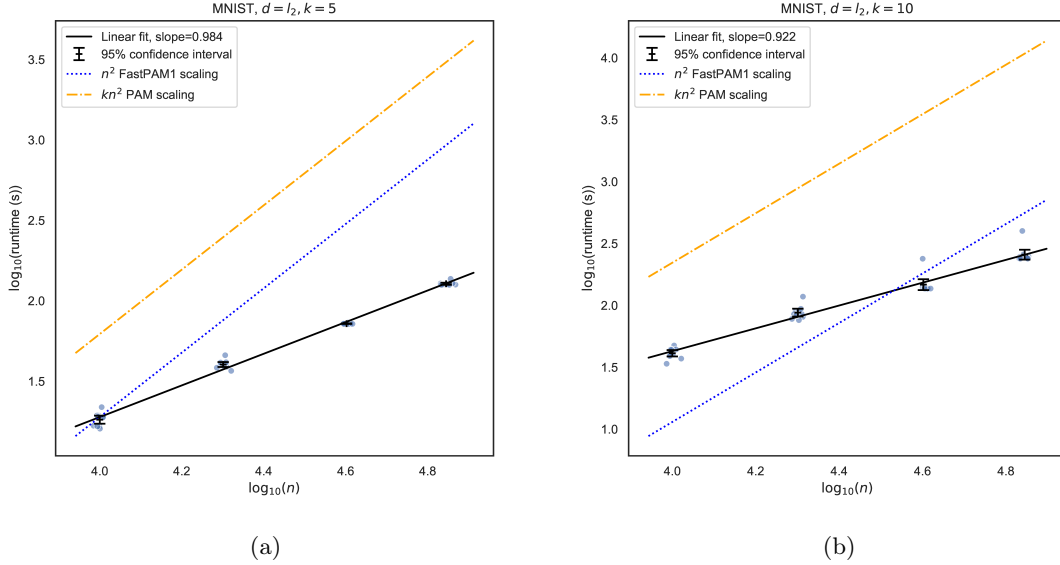 MNIST, d = l₂, k = 5
Linear fit, slope=0.984
95% confidence interval
n² FastPAM1 scaling
kn² PAM scaling
log₁₀(runtime (s))
3.5
3.0
2.5
2.0
1.5
4.0
4.2
4.4
4.6
4.8
log₁₀(n)
(a)
MNIST, d = l₂, k = 10
Linear fit, slope=0.922
95% confidence interval
n² FastPAM1 scaling
kn² PAM scaling
log₁₀(runtime (s))
4.0
3.5
3.0
2.5
2.0
1.5
1.0
4.0
4.2
4.4
4.6
4.8
log₁₀(n)
(b)